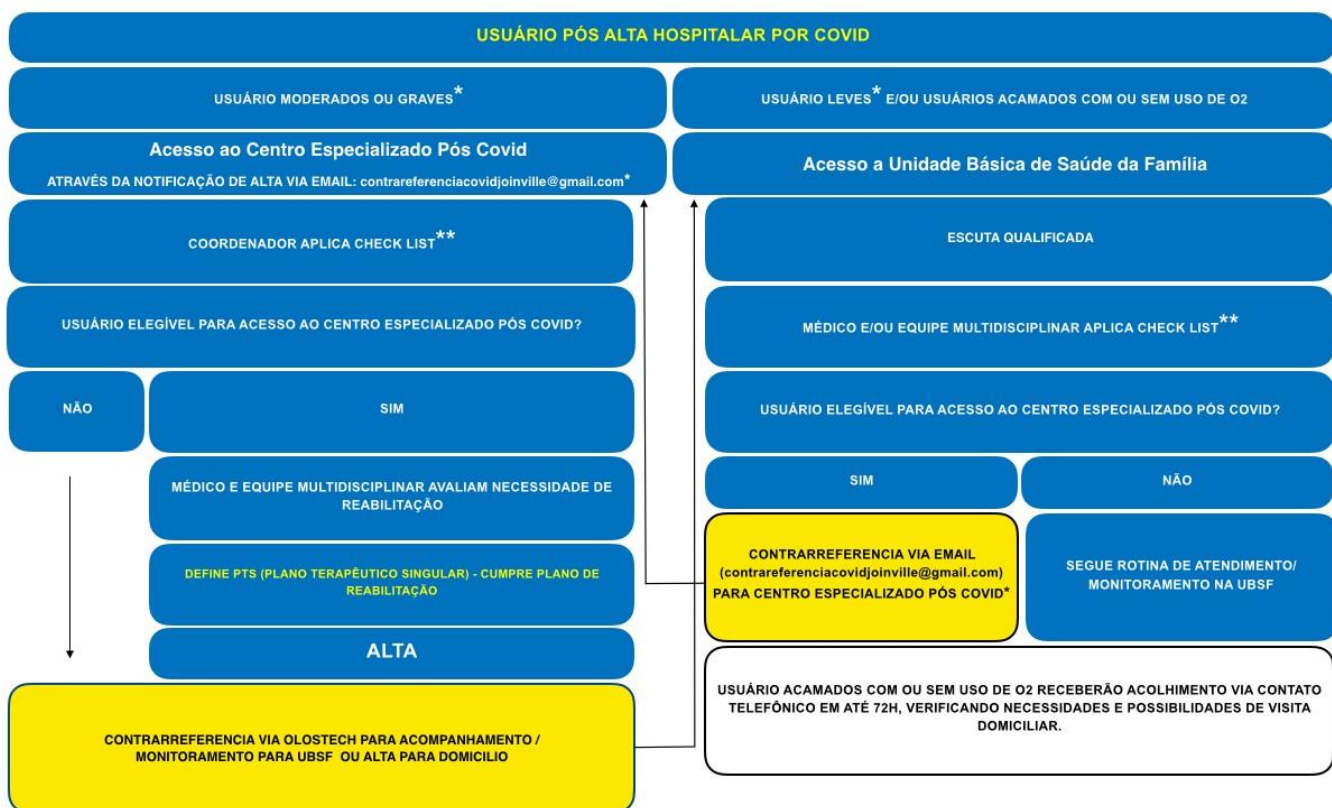 USUÁRIO PÓS ALTA HOSPITALAR POR COVID
USUÁRIO MODERADOS OU GRAVES*
USUÁRIO LEVES* E/OU USUÁRIOS ACAMADOS COM OU SEM USO DE O2
Acesso ao Centro Especializado Pós Covid
ATRAVÉS DA NOTIFICAÇÃO DE ALTA VIA EMAIL: contrareferenciacovidjoinville@gmail.com*
Acesso a Unidade Básica de Saúde da Família
COORDENADOR APLICA CHECK LIST**
ESCUTA QUALIFICADA
USUÁRIO ELEGÍVEL PARA ACESSO AO CENTRO ESPECIALIZADO PÓS COVID?
MÉDICO E/OU EQUIPE MULTIDISCIPLINAR APLICA CHECK LIST**
NÃO
SIM
USUÁRIO ELEGÍVEL PARA ACESSO AO CENTRO ESPECIALIZADO PÓS COVID?
MÉDICO E EQUIPE MULTIDISCIPLINAR AVALIAM NECESSIDADE DE
REABILITAÇÃO
SIM
NÃO
DEFINE PTS (PLANO TERAPÊUTICO SINGULAR) - CUMPRE PLANO DE
REABILITAÇÃO
CONTRARREFERENCIA VIA EMAIL
(contrareferenciacovidjoinville@gmail.com)
PARA CENTRO ESPECIALIZADO PÓS COVID*
SEGUE ROTINA DE ATENDIMENTO/
MONITORAMENTO NA UBSF
ALTA
CONTRARREFERENCIA VIA OLOSTECH PARA ACOMPANHAMENTO /
MONITORAMENTO PARA UBSF OU ALTA PARA DOMICILIO
USUÁRIO ACAMADOS COM OU SEM USO DE O2 RECEBERÃO ACOLHIMENTO VIA CONTATO
TELEFÔNICO EM ATÉ 72H, VERIFICANDO NECESSIDADES E POSSIBILIDADES DE VISITA
DOMICILIAR.